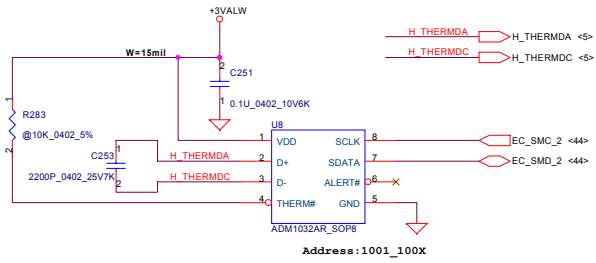 +3VALW
H_THERMDA
H_THERMDA <5>
W=15mil
H_THERMDC
H_THERMDC <5>
2
C251
1
0.1U_0402_10V6K
1
R283
@10K_0402_5%
2
U8
1 VDD SCLK 8
EC_SMC_2 <44>
C253
1
H_THERMDA
2 D+ SDATA 7
EC_SMD_2 <44>
2200P_0402_25V7K
2
H_THERMDC
3 D- ALERT# 6
4 THERM# GND 5
ADM1032AR_SOP8
Address:1001_100X